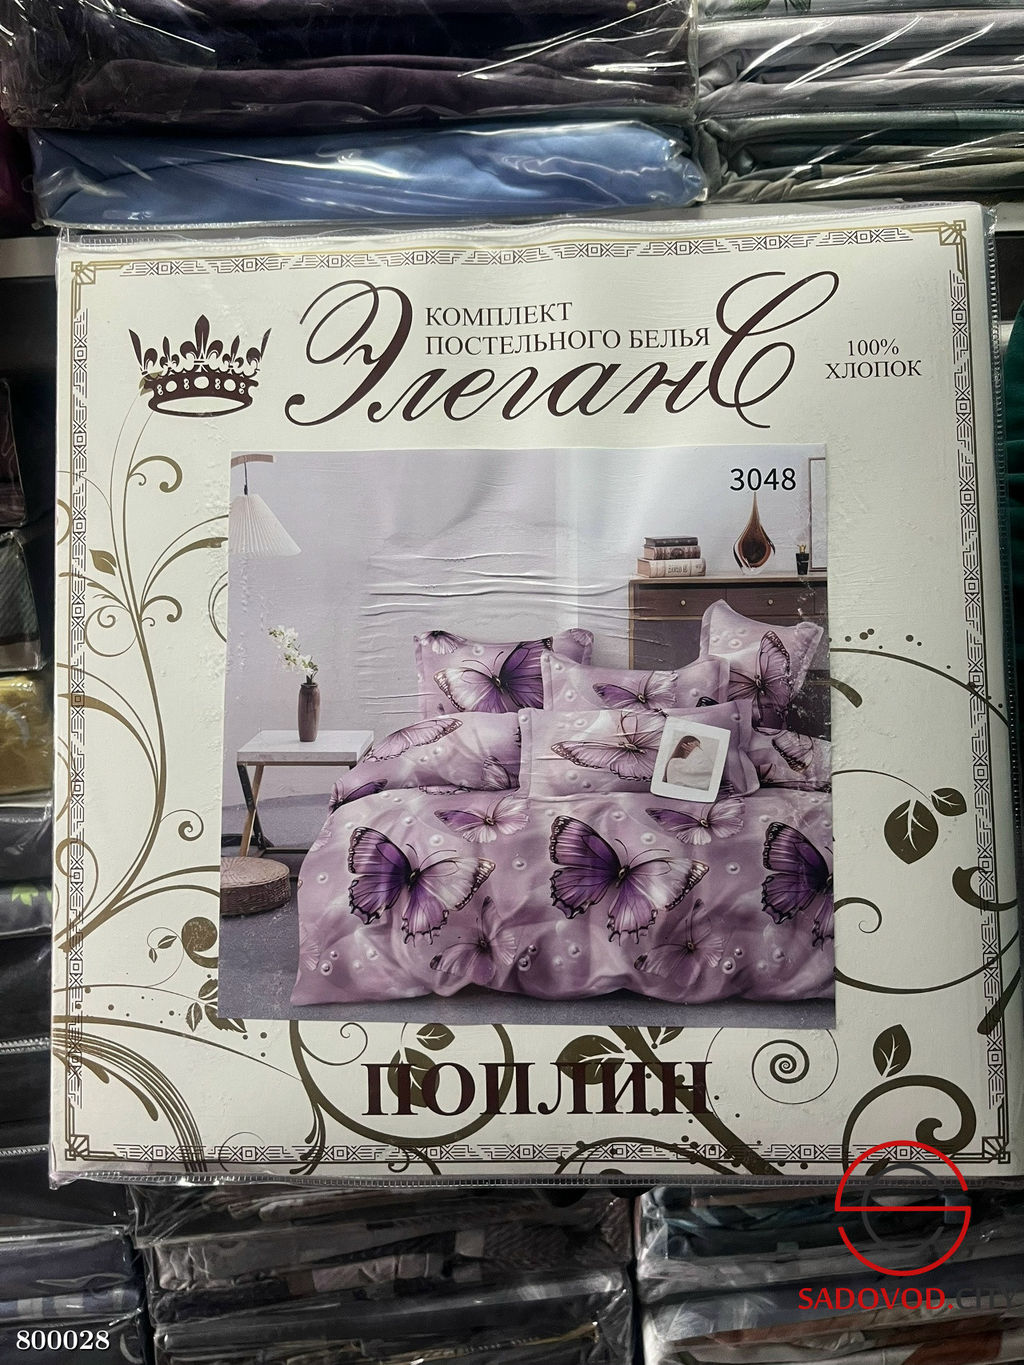 КОМПЛЕКТ
ПОСТЕЛЬНОГО БЕЛЬЯ
ЭлеганС
100%
ХЛОПОК
3048
ПОПЛИН
SADOVOD.CITY
800028